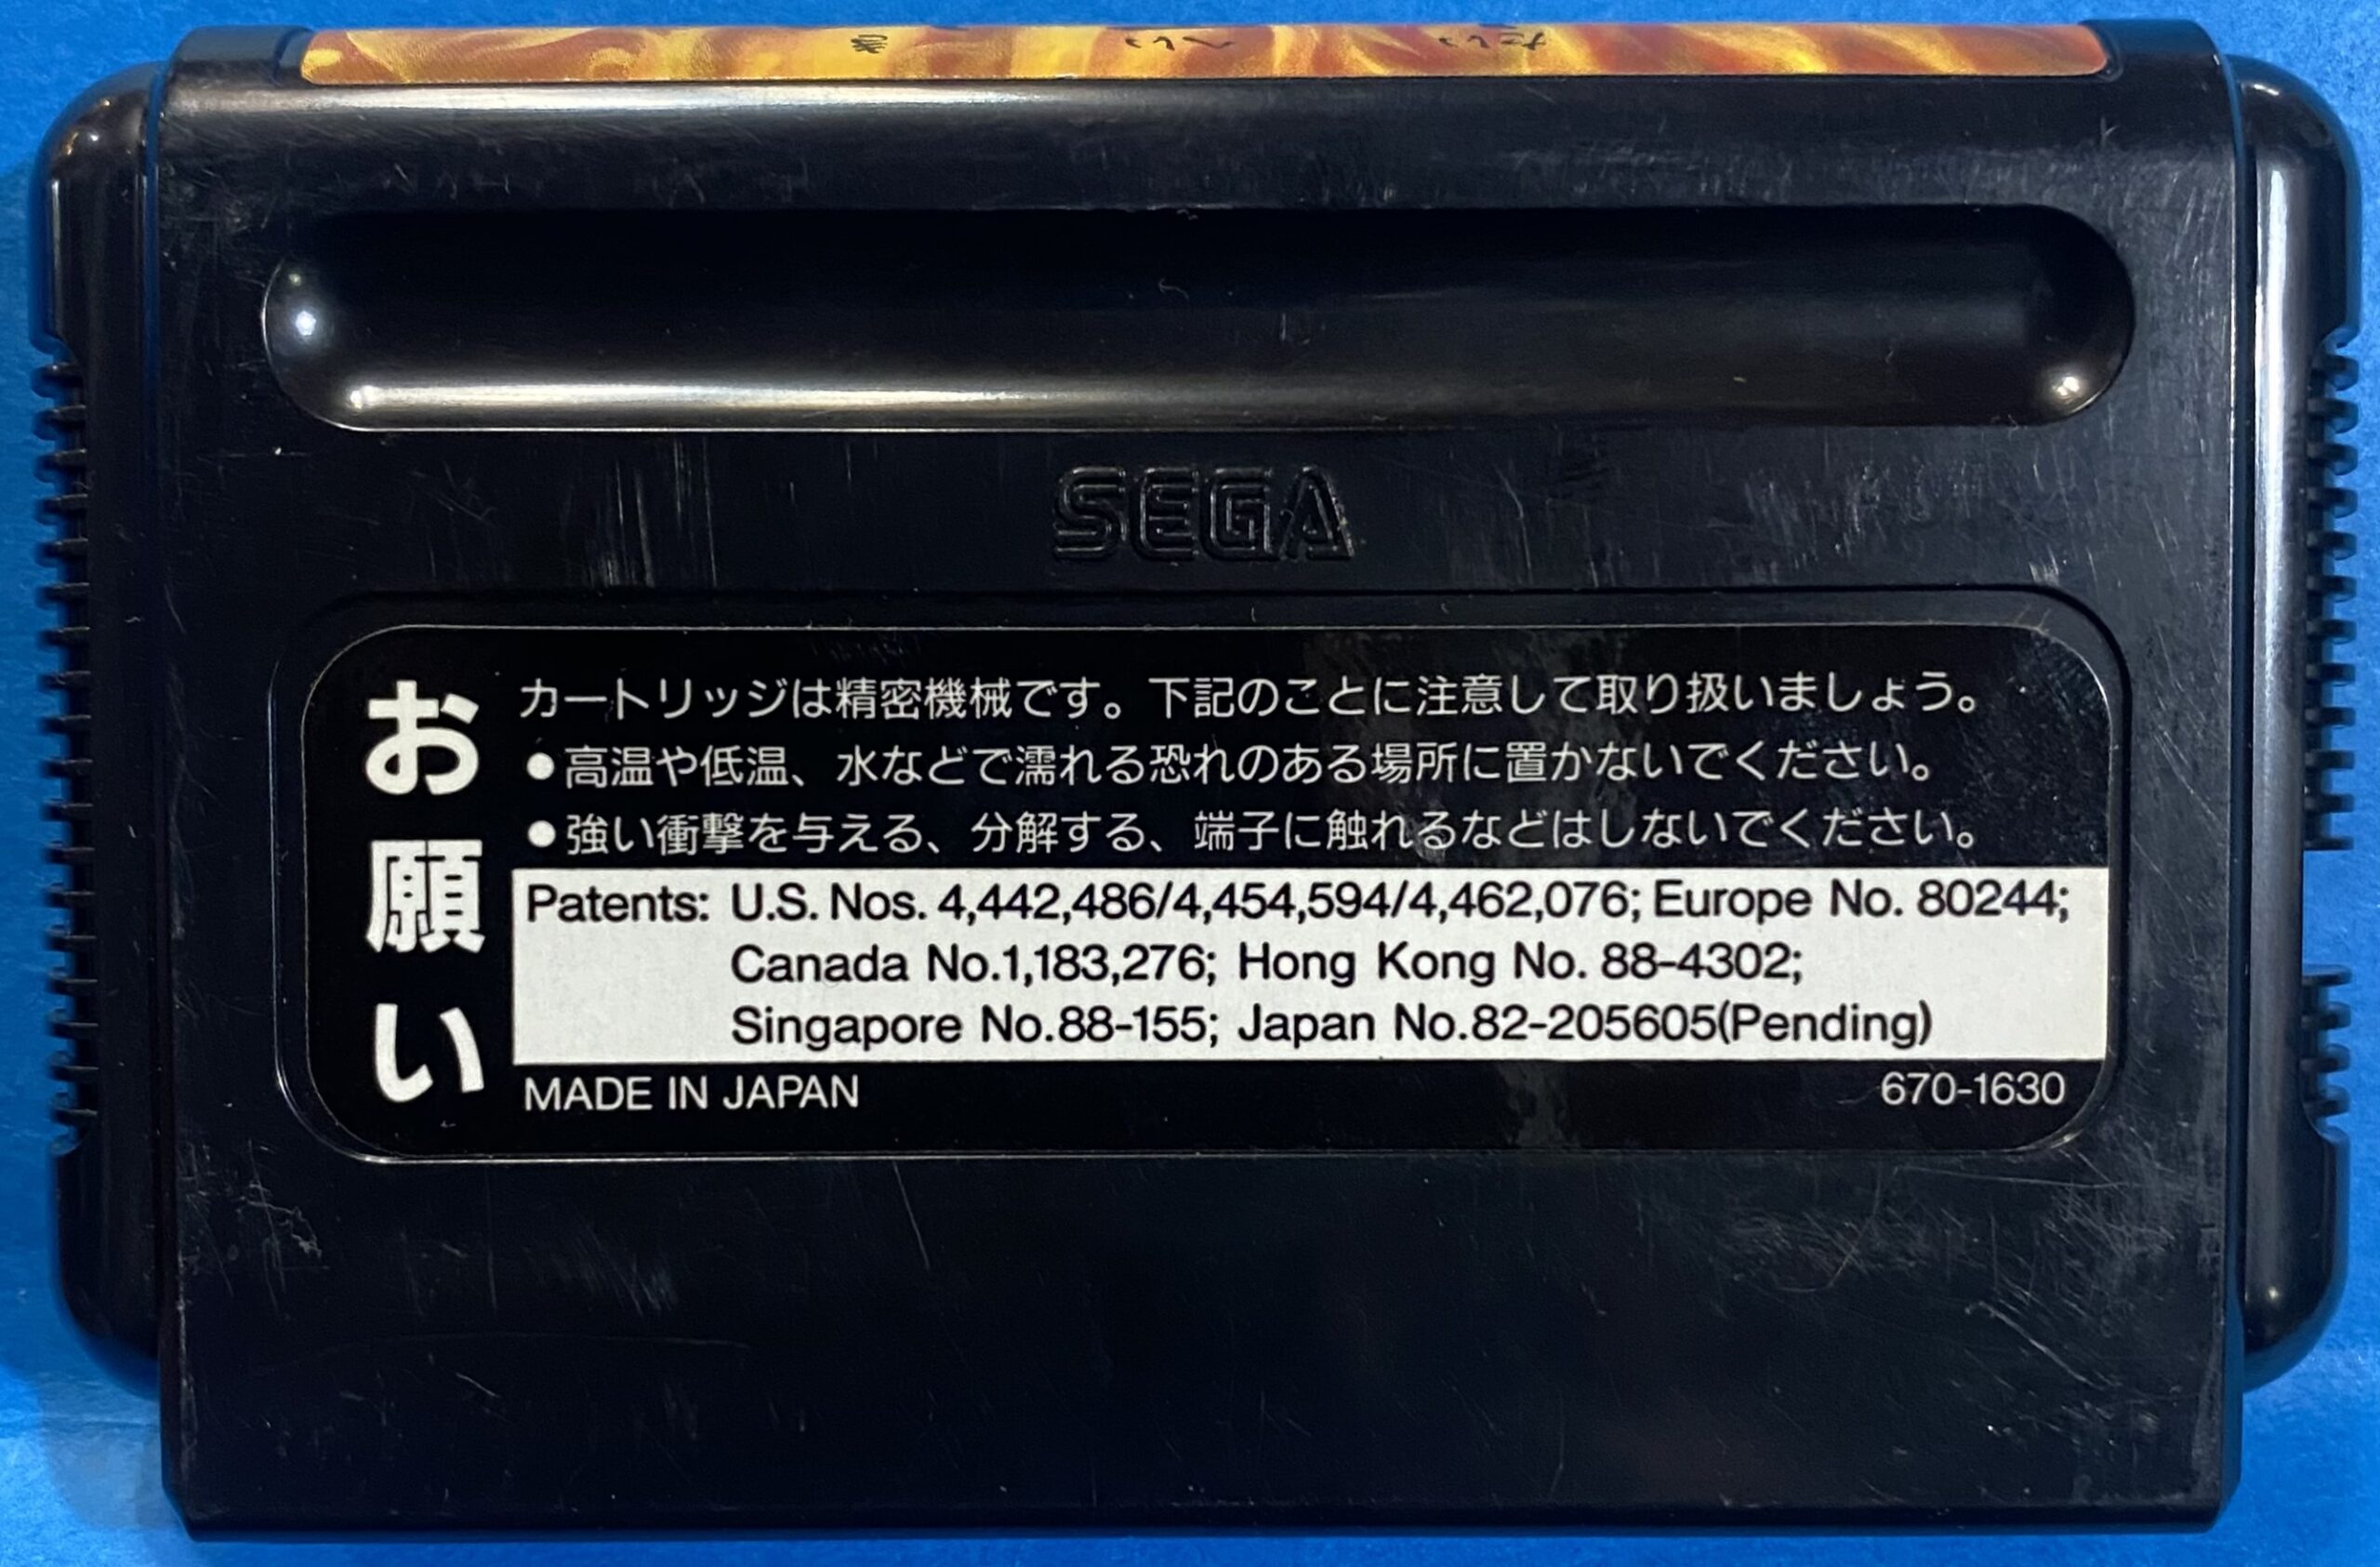 SEGA
お願い
カートリッジは精密機械です。下記のことに注意して取り扱いましょう。
●高温や低温、水などで濡れる恐れのある場所に置かないでください。
●強い衝撃を与える、分解する、端子に触れるなどはしないでください。
Patents: U.S. Nos. 4,442,486/4,454,594/4,462,076; Europe No. 80244;
Canada No.1,183,276; Hong Kong No. 88-4302;
Singapore No.88-155; Japan No.82-205605(Pending)
MADE IN JAPAN
670-1630